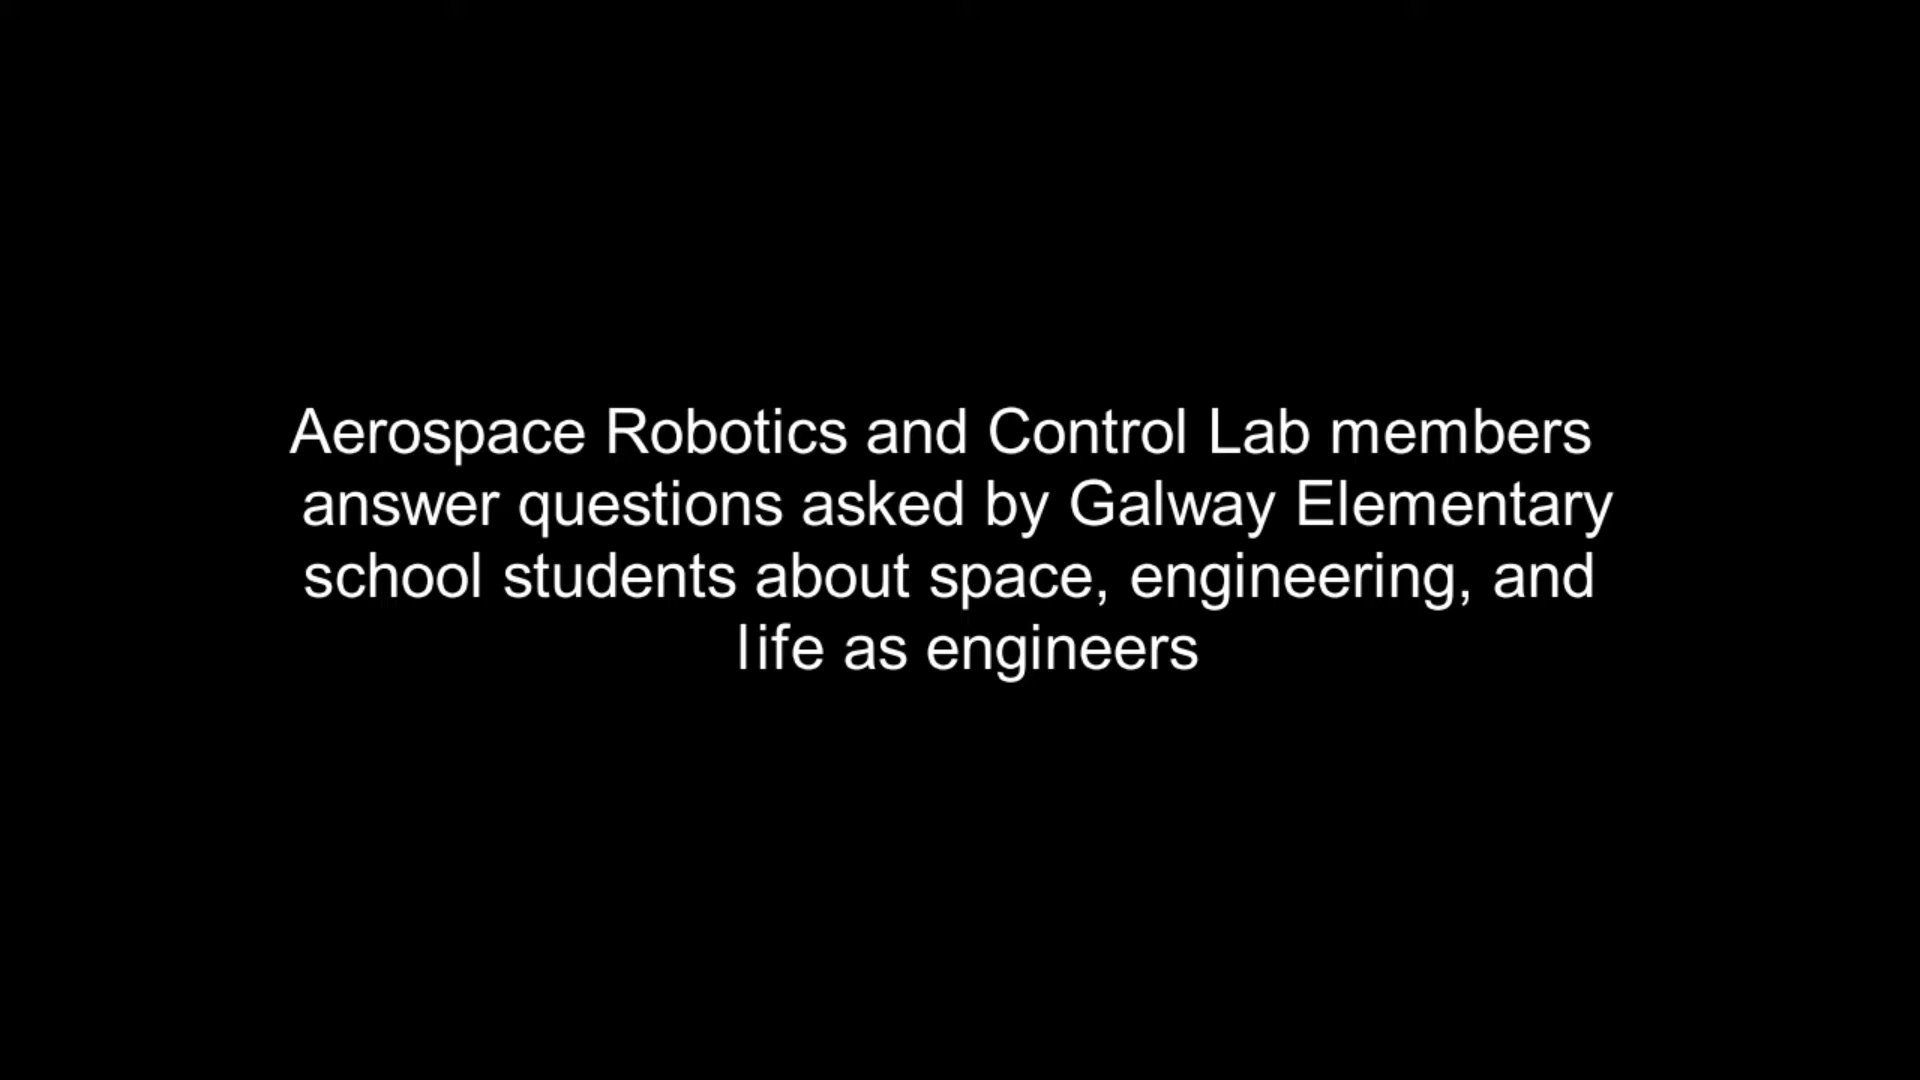 Aerospace Robotics and Control Lab members
answer questions asked by Galway Elementary
school students about space, engineering, and
life as engineers